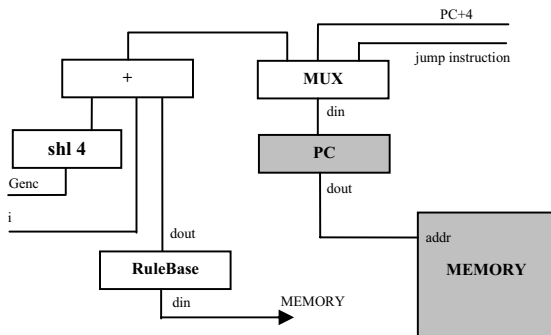 PC+4
jump instruction
+
MUX
din
shl 4
PC
Genc
dout
i
dout
addr
RuleBase
MEMORY
din
MEMORY